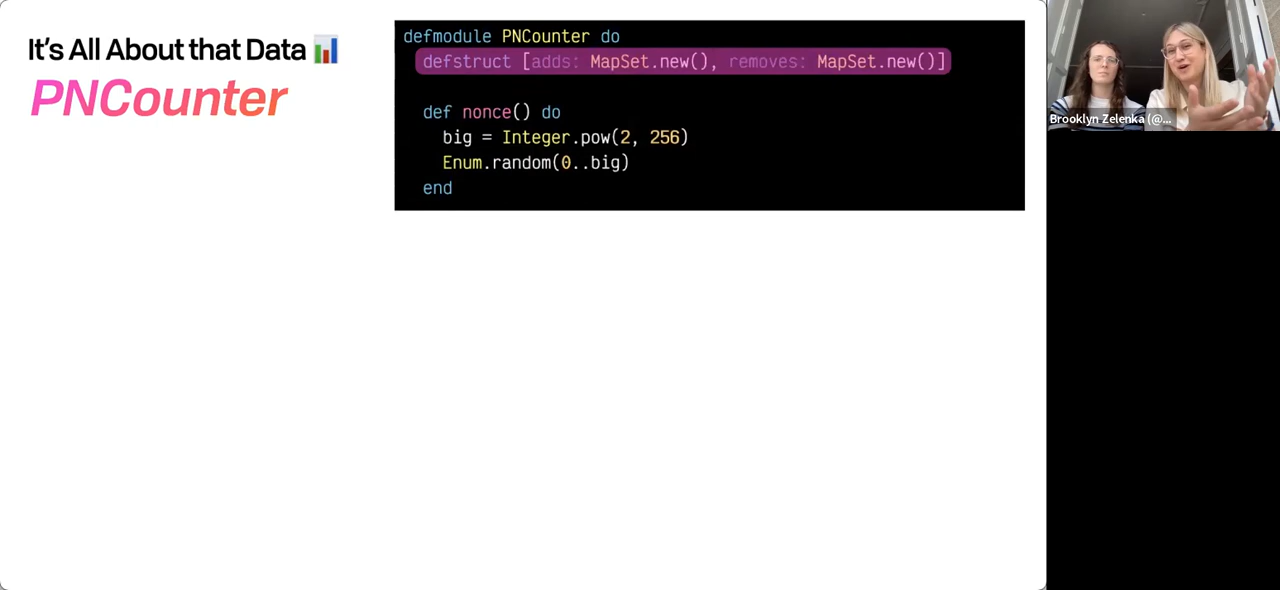 It's All About that Data 📊
PNCounter
defmodule PNCounter do
defstruct [adds: MapSet.new(), removes: MapSet.new()]
def nonce() do
big = Integer.pow(2, 256)
Enum.random(0..big)
end
Brooklyn Zelenka (@...